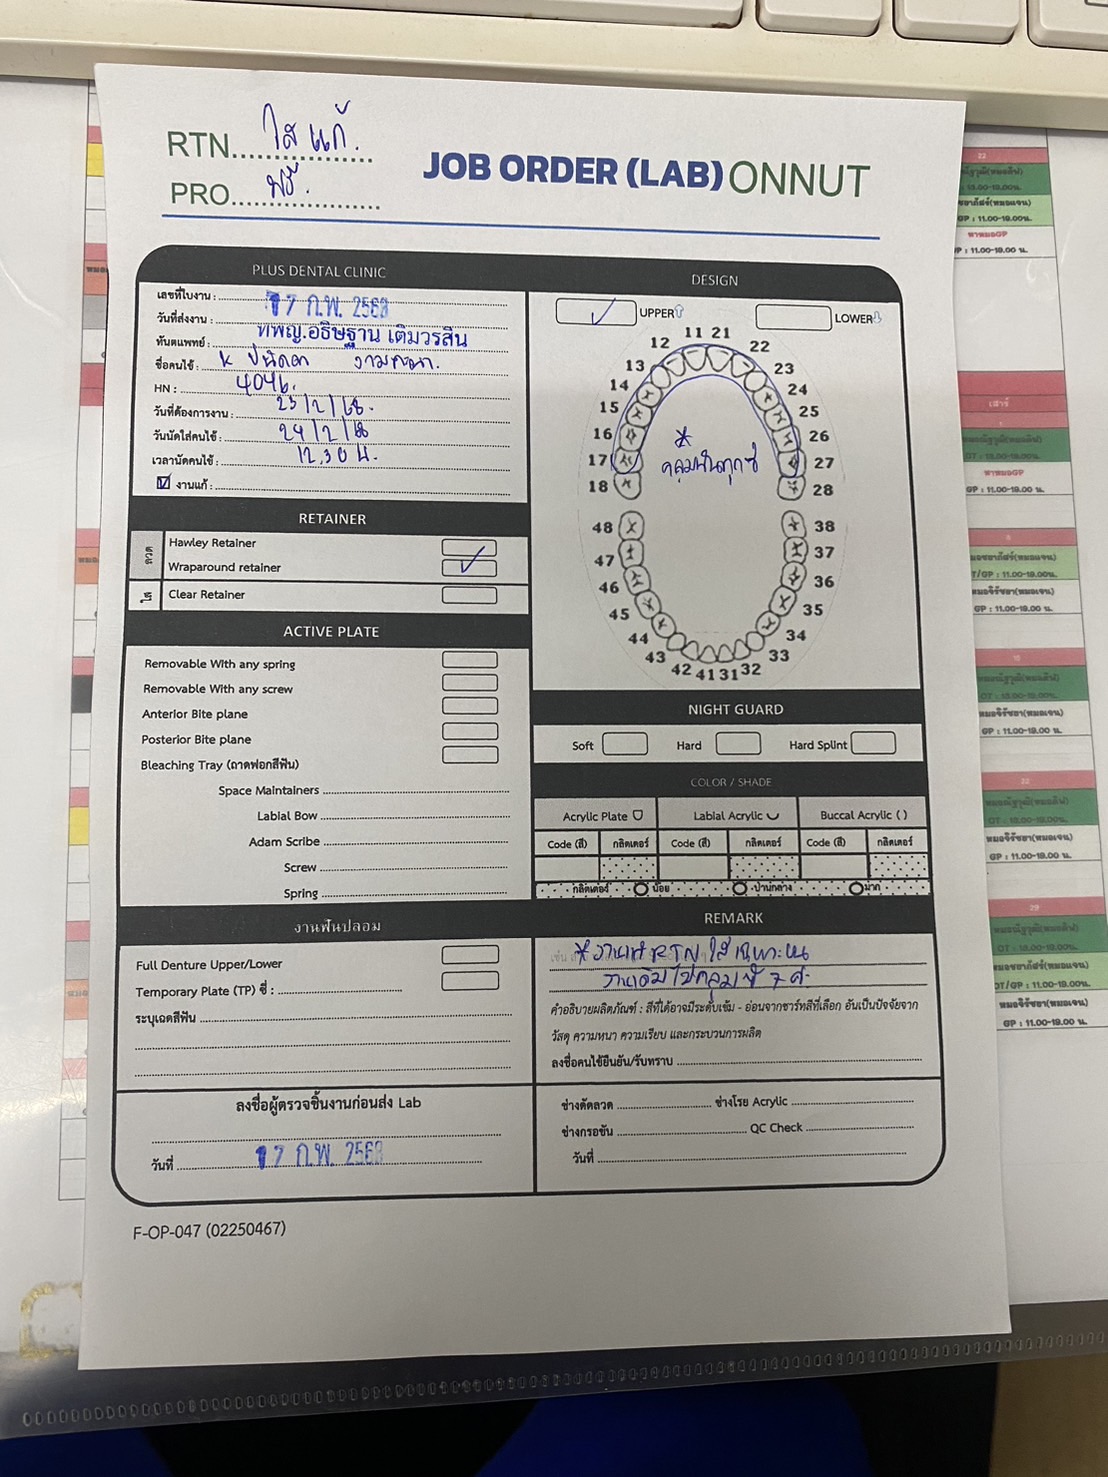 RTN.......ใส แก้.
PRO.......ฟรี.
JOB ORDER (LAB) ONNUT
PLUS DENTAL CLINIC
เลขที่ใบงาน :
วันที่ส่งงาน : 17 ก.พ. 2568
ทันตแพทย์ : ทพญ.อธิษฐาน เติมวรสิน
ชื่อคนไข้ : K
HN : 4046.
วันที่ต้องการงาน : 23/2/68.
วันนัดใส่คนไข้ : 24/2/68
เวลานัดคนไข้ : 12.30 น.
งานแก้ :
RETAINER
ลวด
Hawley Retainer
Wraparound retainer
ใส
Clear Retainer
ACTIVE PLATE
Removable With any spring
Removable With any screw
Anterior Bite plane
Posterior Bite plane
Bleaching Tray (ถาดฟอกสีฟัน)
Space Maintainers
Labial Bow
Adam Scribe
Screw
Spring
งานฟันปลอม
Full Denture Upper/Lower
Temporary Plate (TP) ซี่ :
ระบุเฉดสีฟัน
ลงชื่อผู้ตรวจชิ้นงานก่อนส่ง Lab
วันที่ 17 ก.พ. 2568
DESIGN
UPPER LOWER
11 21
12 22
13 23
14 24
15 25
16 26
17 27
18 28
* คลุมฟันทุกซี่
48 38
47 37
46 36
45 35
44 34
43 33
42 41 31 32
NIGHT GUARD
Soft Hard Hard Splint
COLOR / SHADE
Acrylic Plate Labial Acrylic Buccal Acrylic ( )
Code (สี) กลิตเตอร์ Code (สี) กลิตเตอร์ Code (สี) กลิตเตอร์
กลิตเตอร์ น้อย ปานกลาง มาก
REMARK
* งานแก้ RTN ใส เฉพาะบน
งานเดิมไม่คลุมซี่ 7 ค่ะ
คำอธิบายผลิตภัณฑ์ : สีที่ได้อาจมีระดับเข้ม - อ่อนจากชาร์ทสีที่เลือก อันเป็นปัจจัยจาก
วัสดุ ความหนา ความเรียบ และกระบวนการผลิต
ลงชื่อคนไข้ยืนยัน/รับทราบ
ช่างดัดลวด ช่างโรย Acrylic
ช่างกรอขัน QC Check
วันที่
F-OP-047 (02250467)